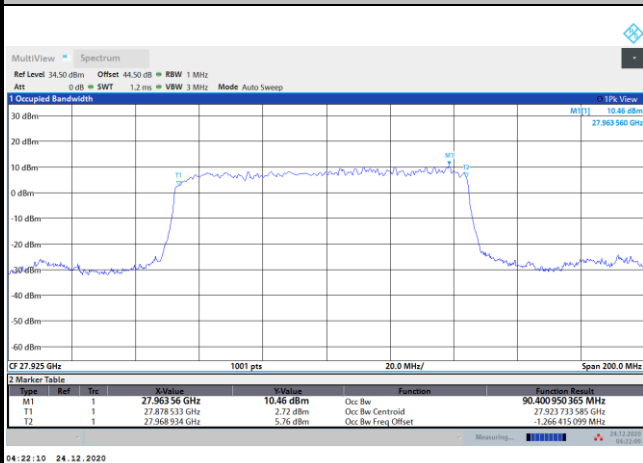 MultiView Spectrum
Ref Level 34.50 dBm Offset 44.50 dB RBW 1 MHz
Att 0 dB SWT 1.2 ms VBW 3 MHz Mode Auto Sweep
1 Occupied Bandwidth 1Pk View
M1[1] 10.46 dBm
27.963 560 GHz
30 dBm
20 dBm
M1
T1 T2
10 dBm
0 dBm
-10 dBm
-20 dBm
-30 dBm
-40 dBm
-50 dBm
-60 dBm
CF 27.925 GHz 1001 pts 20.0 MHz/ Span 200.0 MHz
2 Marker Table
Type Ref Trc X-Value Y-Value Function Function Result
M1 1 27.963 56 GHz 10.46 dBm Occ Bw 90.400 950 365 MHz
T1 1 27.878 533 GHz 2.72 dBm Occ Bw Centroid 27.923 733 585 GHz
T2 1 27.968 934 GHz 5.76 dBm Occ Bw Freq Offset -1.266 415 099 MHz
Measuring... 24.12.2020
04:22:09
04:22:10 24.12.2020